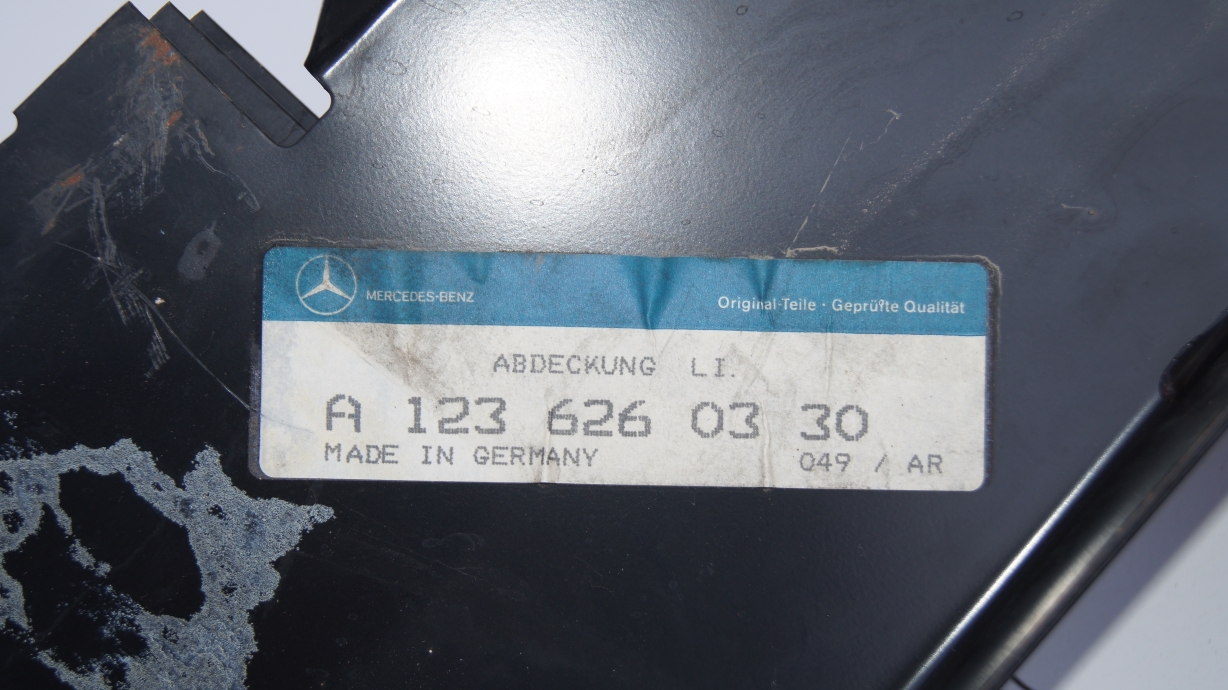 MERCEDES-BENZ
Original-Teile · Geprüfte Qualität
ABDECKUNG LI.
A 123 626 03 30
MADE IN GERMANY
049 / AR